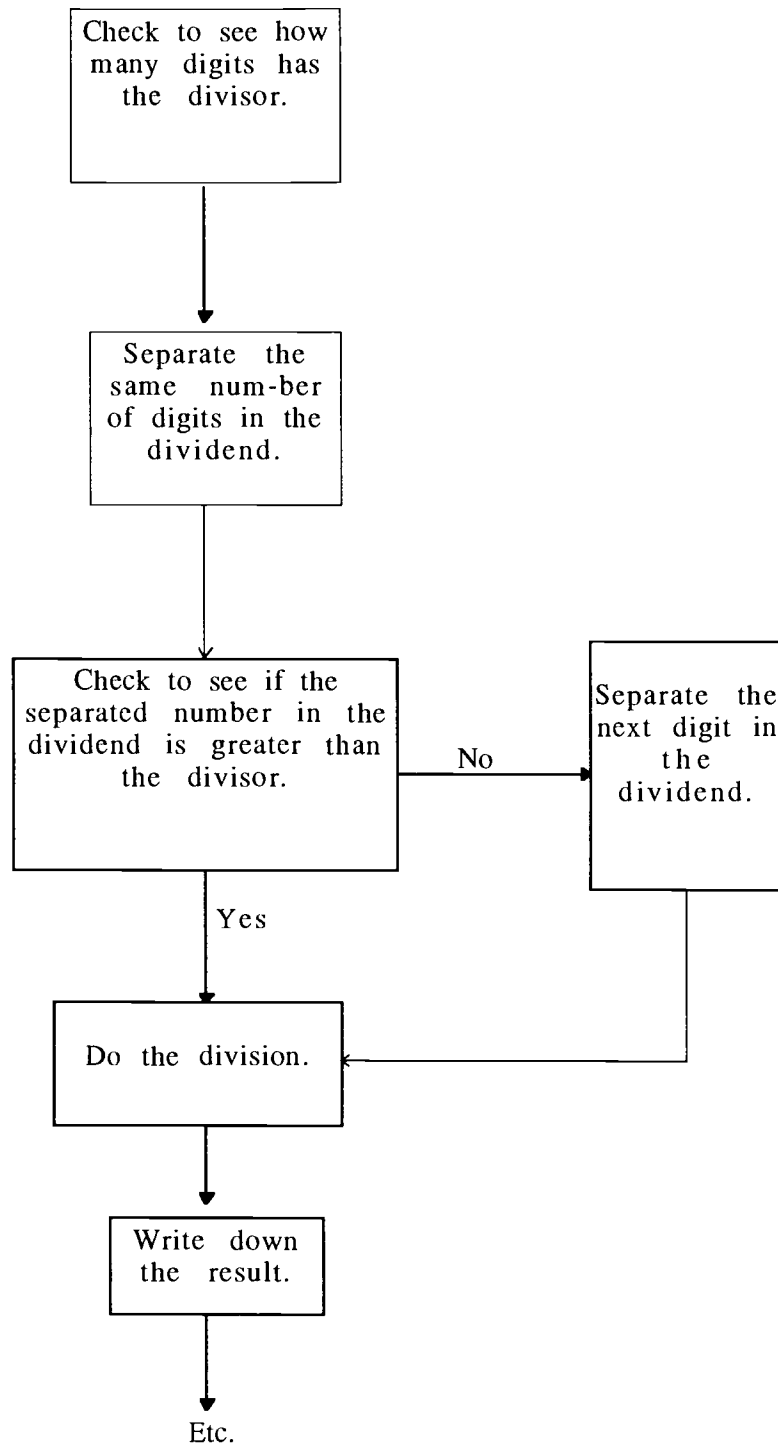 Check to see how
many digits has
the divisor.
Separate the
same num-ber
of digits in the
dividend.
Check to see if the
separated number in the
dividend is greater than
the divisor.
No
Separate the
next digit in
the
dividend.
Yes
Do the division.
Write down
the result.
Etc.